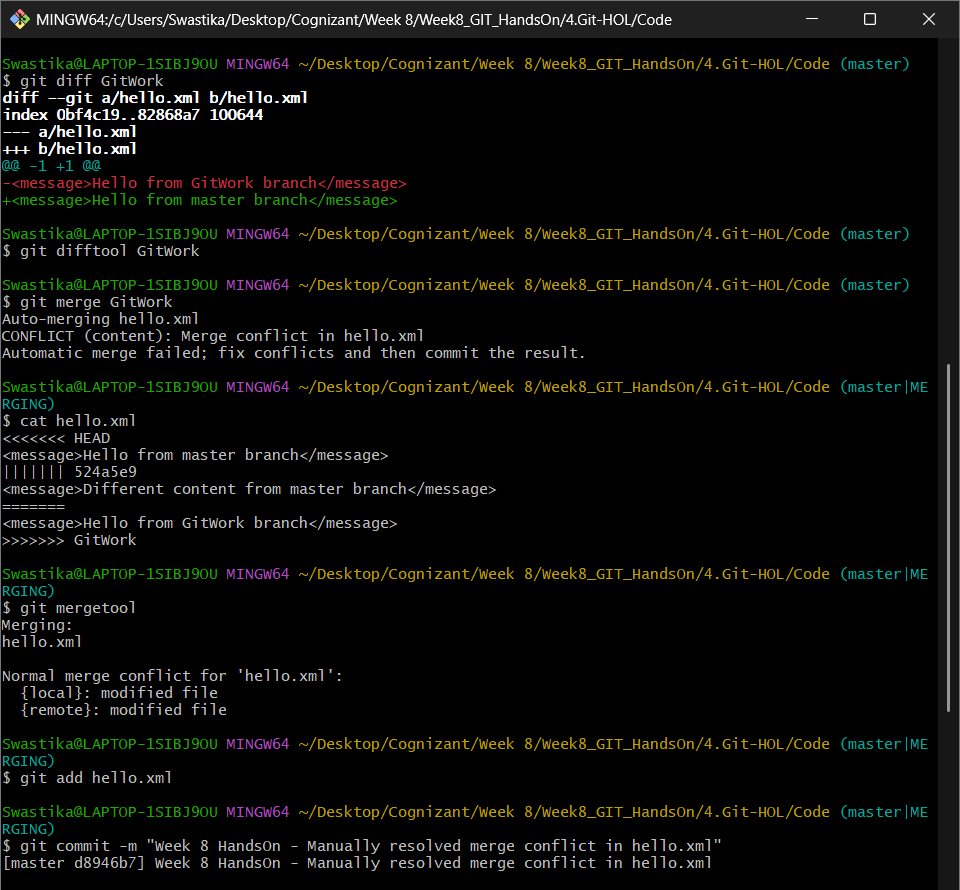 MINGW64:/c/Users/Swastika/Desktop/Cognizant/Week 8/Week8_GIT_HandsOn/4.Git-HOL/Code
Swastika@LAPTOP-1SIBJ9OU MINGW64 ~/Desktop/Cognizant/Week 8/Week8_GIT_HandsOn/4.Git-HOL/Code (master)
$ git diff GitWork
diff --git a/hello.xml b/hello.xml
index 0bf4c19..82868a7 100644
--- a/hello.xml
+++ b/hello.xml
@@ -1 +1 @@
-<message>Hello from GitWork branch</message>
+<message>Hello from master branch</message>
Swastika@LAPTOP-1SIBJ9OU MINGW64 ~/Desktop/Cognizant/Week 8/Week8_GIT_HandsOn/4.Git-HOL/Code (master)
$ git difftool GitWork
Swastika@LAPTOP-1SIBJ9OU MINGW64 ~/Desktop/Cognizant/Week 8/Week8_GIT_HandsOn/4.Git-HOL/Code (master)
$ git merge GitWork
Auto-merging hello.xml
CONFLICT (content): Merge conflict in hello.xml
Automatic merge failed; fix conflicts and then commit the result.
Swastika@LAPTOP-1SIBJ9OU MINGW64 ~/Desktop/Cognizant/Week 8/Week8_GIT_HandsOn/4.Git-HOL/Code (master|ME
RGING)
$ cat hello.xml
<<<<<<< HEAD
<message>Hello from master branch</message>
||||||| 524a5e9
<message>Different content from master branch</message>
=======
<message>Hello from GitWork branch</message>
>>>>>>> GitWork
Swastika@LAPTOP-1SIBJ9OU MINGW64 ~/Desktop/Cognizant/Week 8/Week8_GIT_HandsOn/4.Git-HOL/Code (master|ME
RGING)
$ git mergetool
Merging:
hello.xml
Normal merge conflict for 'hello.xml':
  {local}: modified file
  {remote}: modified file
Swastika@LAPTOP-1SIBJ9OU MINGW64 ~/Desktop/Cognizant/Week 8/Week8_GIT_HandsOn/4.Git-HOL/Code (master|ME
RGING)
$ git add hello.xml
Swastika@LAPTOP-1SIBJ9OU MINGW64 ~/Desktop/Cognizant/Week 8/Week8_GIT_HandsOn/4.Git-HOL/Code (master|ME
RGING)
$ git commit -m "Week 8 HandsOn - Manually resolved merge conflict in hello.xml"
[master d8946b7] Week 8 HandsOn - Manually resolved merge conflict in hello.xml